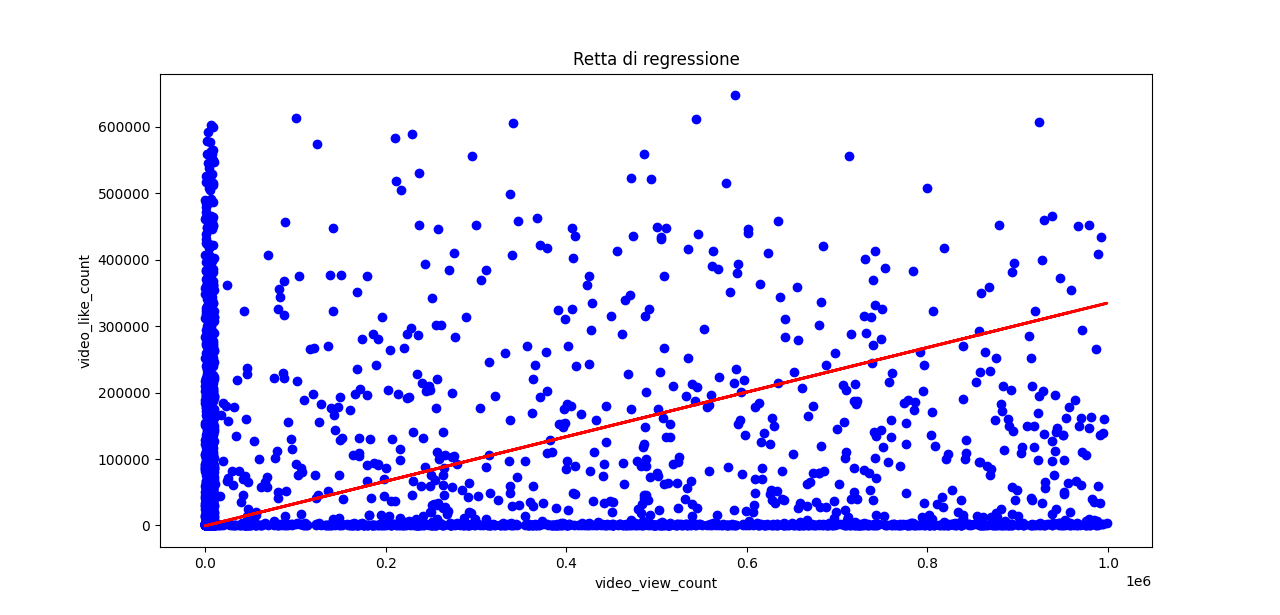 Retta di regressione
600000
500000
400000
300000
200000
100000
0
video_like_count
0.0 0.2 0.4 0.6 0.8 1.0
1e6
video_view_count